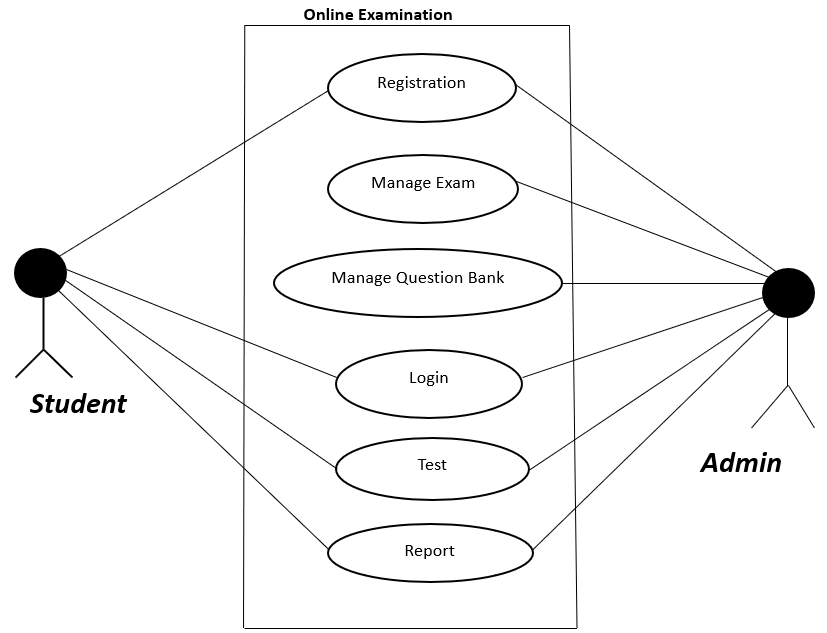 Online Examination
Registration
Manage Exam
Manage Question Bank
Login
Test
Report
Student
Admin